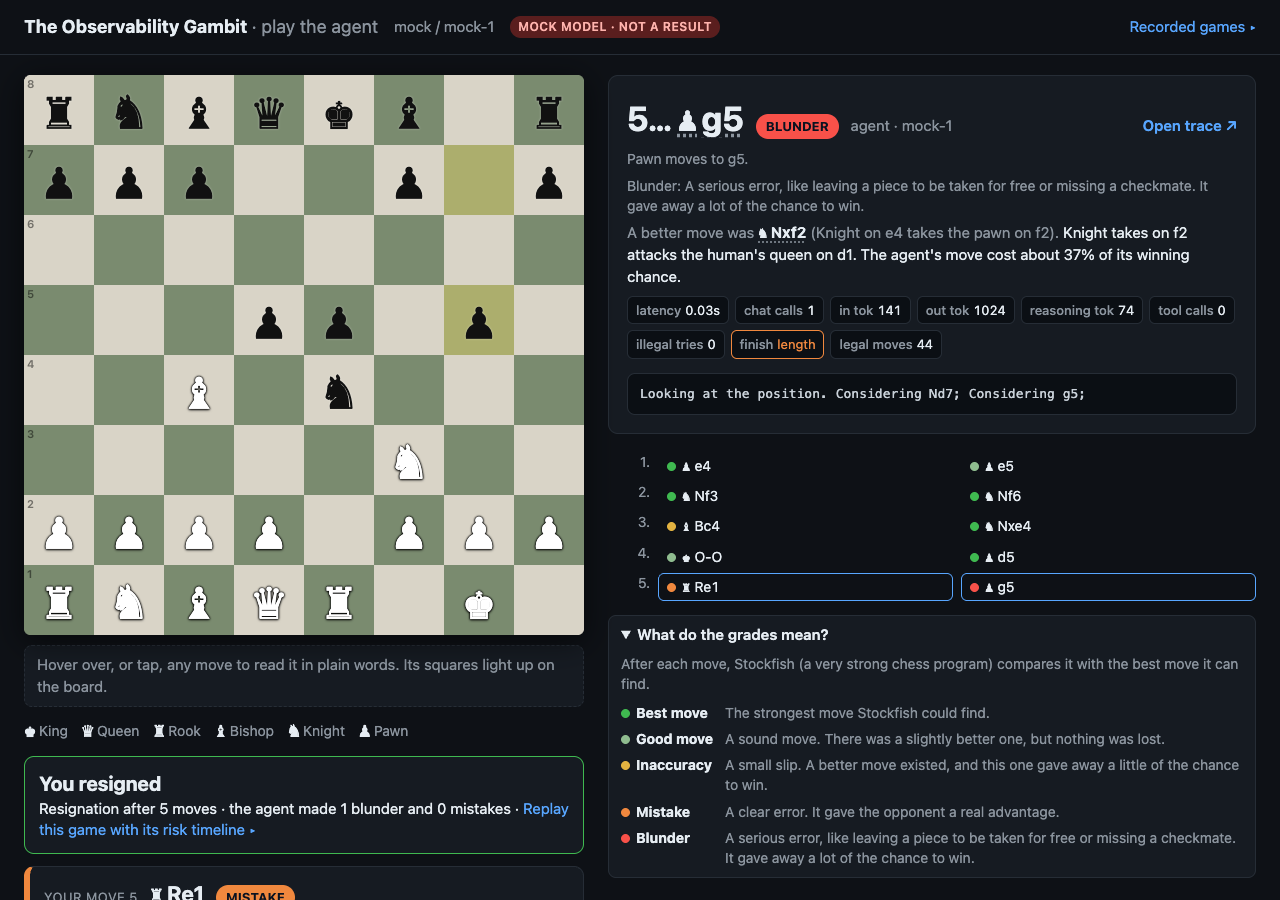 The Observability Gambit · play the agent mock / mock-1 MOCK MODEL · NOT A RESULT Recorded games ▸
8
7
6
5
4
3
2
1
Hover over, or tap, any move to read it in plain words. Its squares light up on
the board.
♚ King ♛ Queen ♜ Rook ♝ Bishop ♞ Knight ♟ Pawn
You resigned
Resignation after 5 moves · the agent made 1 blunder and 0 mistakes · Replay
this game with its risk timeline ▸
YOUR MOVE 5 ♜ Re1 MISTAKE
5… ♟ g5 BLUNDER agent · mock-1 Open trace ↗
Pawn moves to g5.
Blunder: A serious error, like leaving a piece to be taken for free or missing a checkmate. It
gave away a lot of the chance to win.
A better move was ♞ Nxf2 (Knight on e4 takes the pawn on f2). Knight takes on f2
attacks the human's queen on d1. The agent's move cost about 37% of its winning
chance.
latency 0.03s chat calls 1 in tok 141 out tok 1024 reasoning tok 74 tool calls 0
illegal tries 0 finish length legal moves 44
Looking at the position. Considering Nd7; Considering g5;
1. ♟ e4 ♟ e5
2. ♞ Nf3 ♞ Nf6
3. ♝ Bc4 ♞ Nxe4
4. ♚ O-O ♟ d5
5. ♜ Re1 ♟ g5
▼ What do the grades mean?
After each move, Stockfish (a very strong chess program) compares it with the best move it can
find.
Best move The strongest move Stockfish could find.
Good move A sound move. There was a slightly better one, but nothing was lost.
Inaccuracy A small slip. A better move existed, and this one gave away a little of the chance
to win.
Mistake A clear error. It gave the opponent a real advantage.
Blunder A serious error, like leaving a piece to be taken for free or missing a checkmate.
It gave away a lot of the chance to win.